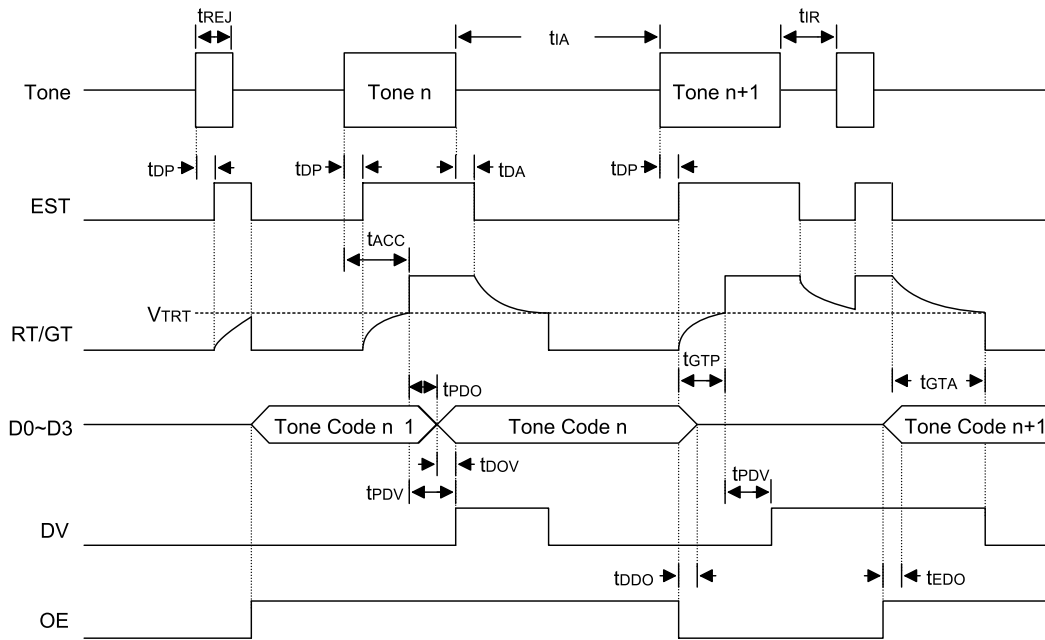 tREJ
tIA
tIR
Tone
Tone n
Tone n+1
tDP
tDP
tDA
tDP
EST
tACC
VTRT
RT/GT
tGTP
tGTA
tPDO
D0~D3
Tone Code n 1
Tone Code n
Tone Code n+1
tDOV
tPDV
tPDV
DV
tDDO
tEDO
OE